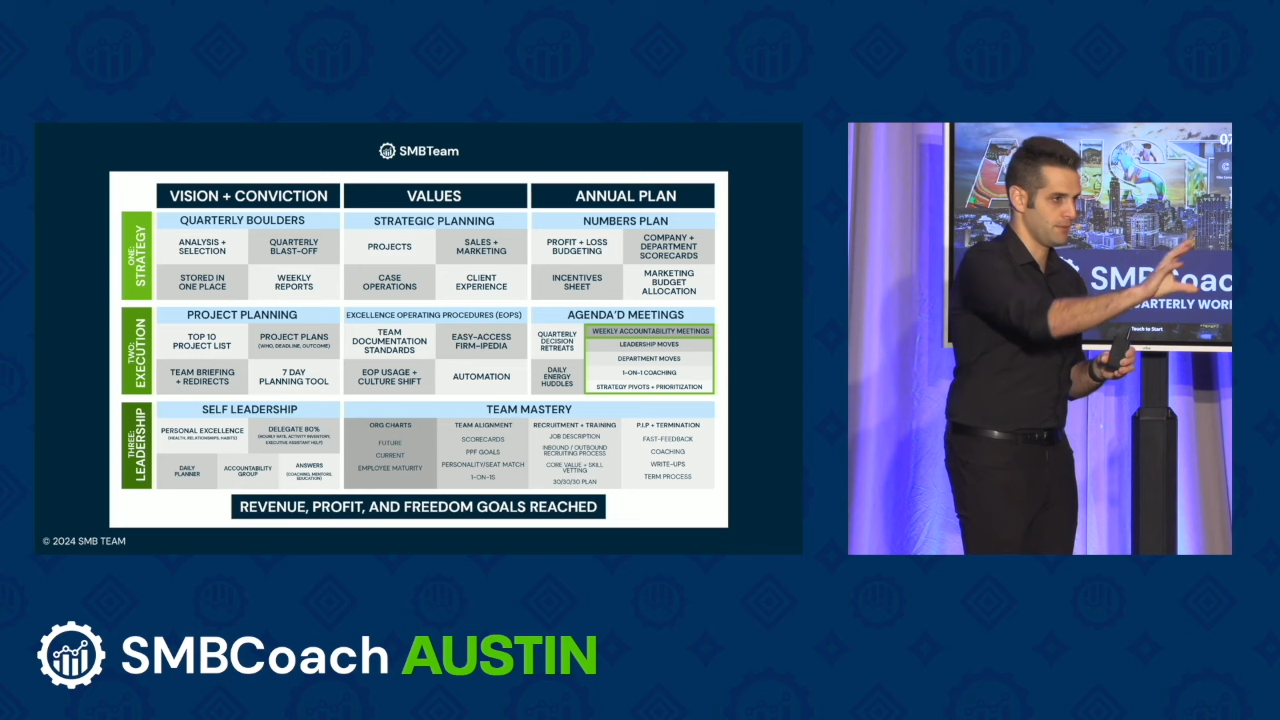 SMBTeam
VISION + CONVICTION
VALUES
ANNUAL PLAN
ONE:
STRATEGY
QUARTERLY BOULDERS
STRATEGIC PLANNING
NUMBERS PLAN
ANALYSIS +
SELECTION
QUARTERLY
BLAST-OFF
PROJECTS
SALES +
MARKETING
PROFIT + LOSS
BUDGETING
COMPANY +
DEPARTMENT
SCORECARDS
STORED IN
ONE PLACE
WEEKLY
REPORTS
CASE
OPERATIONS
CLIENT
EXPERIENCE
INCENTIVES
SHEET
MARKETING
BUDGET
ALLOCATION
TWO:
EXECUTION
PROJECT PLANNING
EXCELLENCE OPERATING PROCEDURES (EOPS)
AGENDA'D MEETINGS
TOP 10
PROJECT LIST
PROJECT PLANS
(WHO, DEADLINE, OUTCOME)
TEAM
DOCUMENTATION
STANDARDS
EASY-ACCESS
FIRM-IPEDIA
QUARTERLY
DECISION
RETREATS
WEEKLY ACCOUNTABILITY MEETINGS
LEADERSHIP MOVES
DEPARTMENT MOVES
1-ON-1 COACHING
STRATEGY PIVOTS + PRIORITIZATION
TEAM BRIEFING
+ REDIRECTS
7 DAY
PLANNING TOOL
EOP USAGE +
CULTURE SHIFT
AUTOMATION
DAILY
ENERGY
HUDDLES
THREE:
LEADERSHIP
SELF LEADERSHIP
TEAM MASTERY
PERSONAL EXCELLENCE
(HEALTH, RELATIONSHIPS, HABITS)
DELEGATE 80%
(HOURLY RATE, ACTIVITY INVENTORY,
EXECUTIVE ASSISTANT HELP)
DAILY
PLANNER
ACCOUNTABILITY
GROUP
ANSWERS
(COACHING, MENTORS,
EDUCATION)
ORG CHARTS
FUTURE
CURRENT
EMPLOYEE MATURITY
TEAM ALIGNMENT
SCORECARDS
PPF GOALS
PERSONALITY/SEAT MATCH
1-ON-1S
RECRUITMENT + TRAINING
JOB DESCRIPTION
INBOUND / OUTBOUND
RECRUITING PROCESS
CORE VALUE + SKILL
VETTING
30/30/30 PLAN
P.I.P + TERMINATION
FAST-FEEDBACK
COACHING
WRITE-UPS
TERM PROCESS
REVENUE, PROFIT, AND FREEDOM GOALS REACHED
© 2024 SMB TEAM
07
SMBCoac
UARTERLY WOR
Touch to Start
SMBCoach AUSTIN